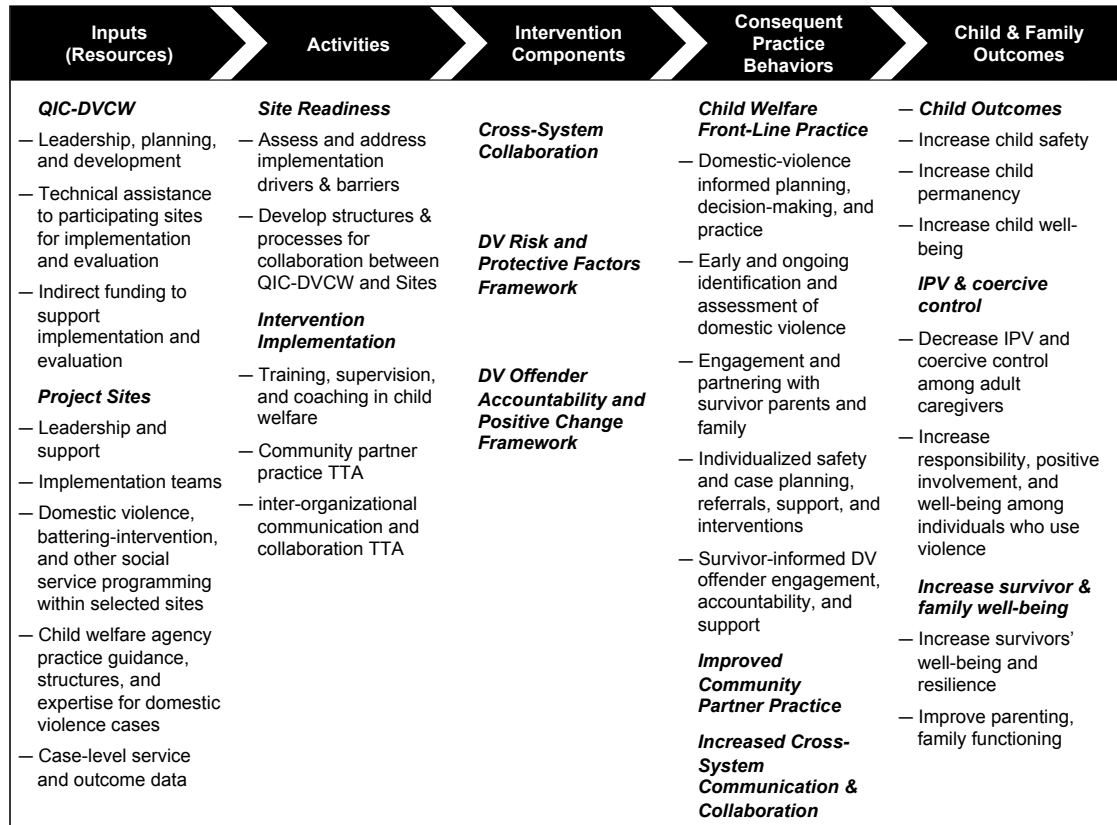 Inputs
(Resources)
Activities
Intervention
Components
Consequent
Practice
Behaviors
Child & Family
Outcomes
QIC-DVCW
— Leadership, planning,
and development
— Technical assistance
to participating sites
for implementation
and evaluation
— Indirect funding to
support
implementation and
evaluation
Project Sites
— Leadership and
support
— Implementation teams
— Domestic violence,
battering-intervention,
and other social
service programming
within selected sites
— Child welfare agency
practice guidance,
structures, and
expertise for domestic
violence cases
— Case-level service
and outcome data
Site Readiness
— Assess and address
implementation
drivers & barriers
— Develop structures &
processes for
collaboration between
QIC-DVCW and Sites
Intervention
Implementation
— Training, supervision,
and coaching in child
welfare
— Community partner
practice TTA
— inter-organizational
communication and
collaboration TTA
Cross-System
Collaboration
DV Risk and
Protective Factors
Framework
DV Offender
Accountability and
Positive Change
Framework
Child Welfare
Front-Line Practice
— Domestic-violence
informed planning,
decision-making, and
practice
— Early and ongoing
identification and
assessment of
domestic violence
— Engagement and
partnering with
survivor parents and
family
— Individualized safety
and case planning,
referrals, support, and
interventions
— Survivor-informed DV
offender engagement,
accountability, and
support
Improved
Community
Partner Practice
Increased Cross-
System
Communication &
Collaboration
— Child Outcomes
— Increase child safety
— Increase child
permanency
— Increase child well-
being
IPV & coercive
control
— Decrease IPV and
coercive control
among adult
caregivers
— Increase
responsibility, positive
involvement, and
well-being among
individuals who use
violence
Increase survivor &
family well-being
— Increase survivors’
well-being and
resilience
— Improve parenting,
family functioning